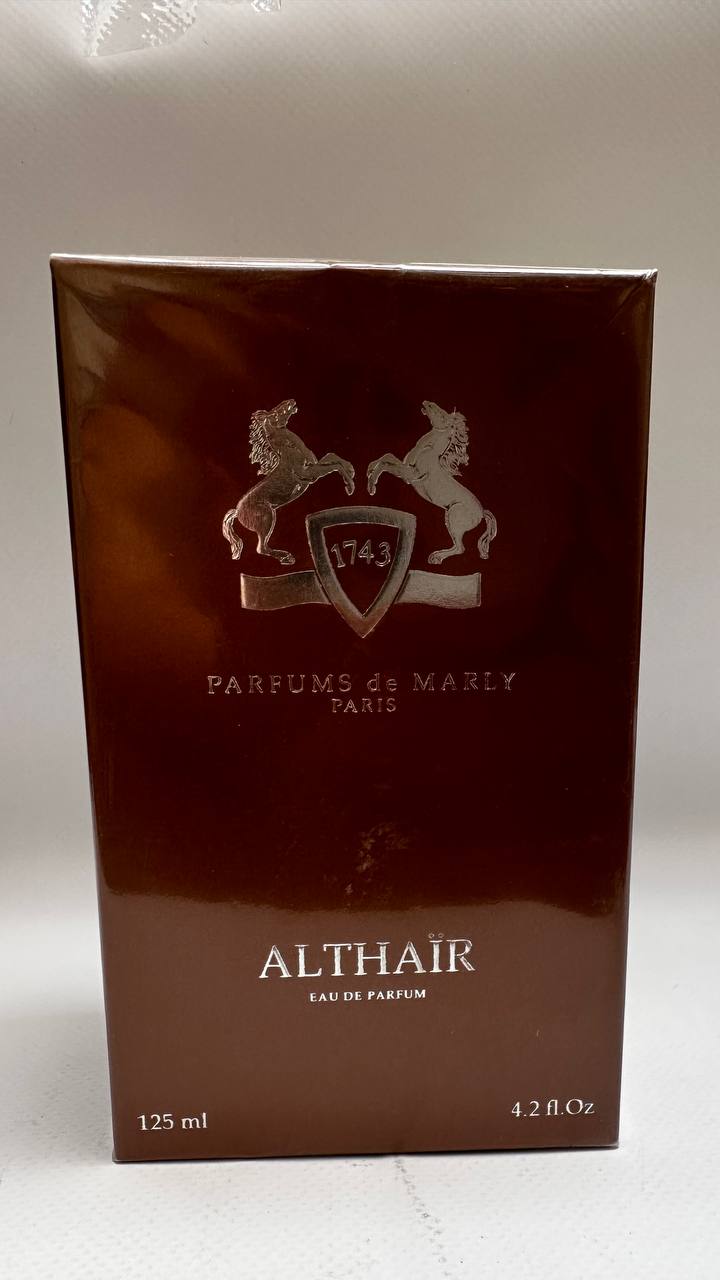 1743
PARFUMS de MARLY
PARIS
ALTHAÏR
EAU DE PARFUM
125 ml
4.2 fl.Oz